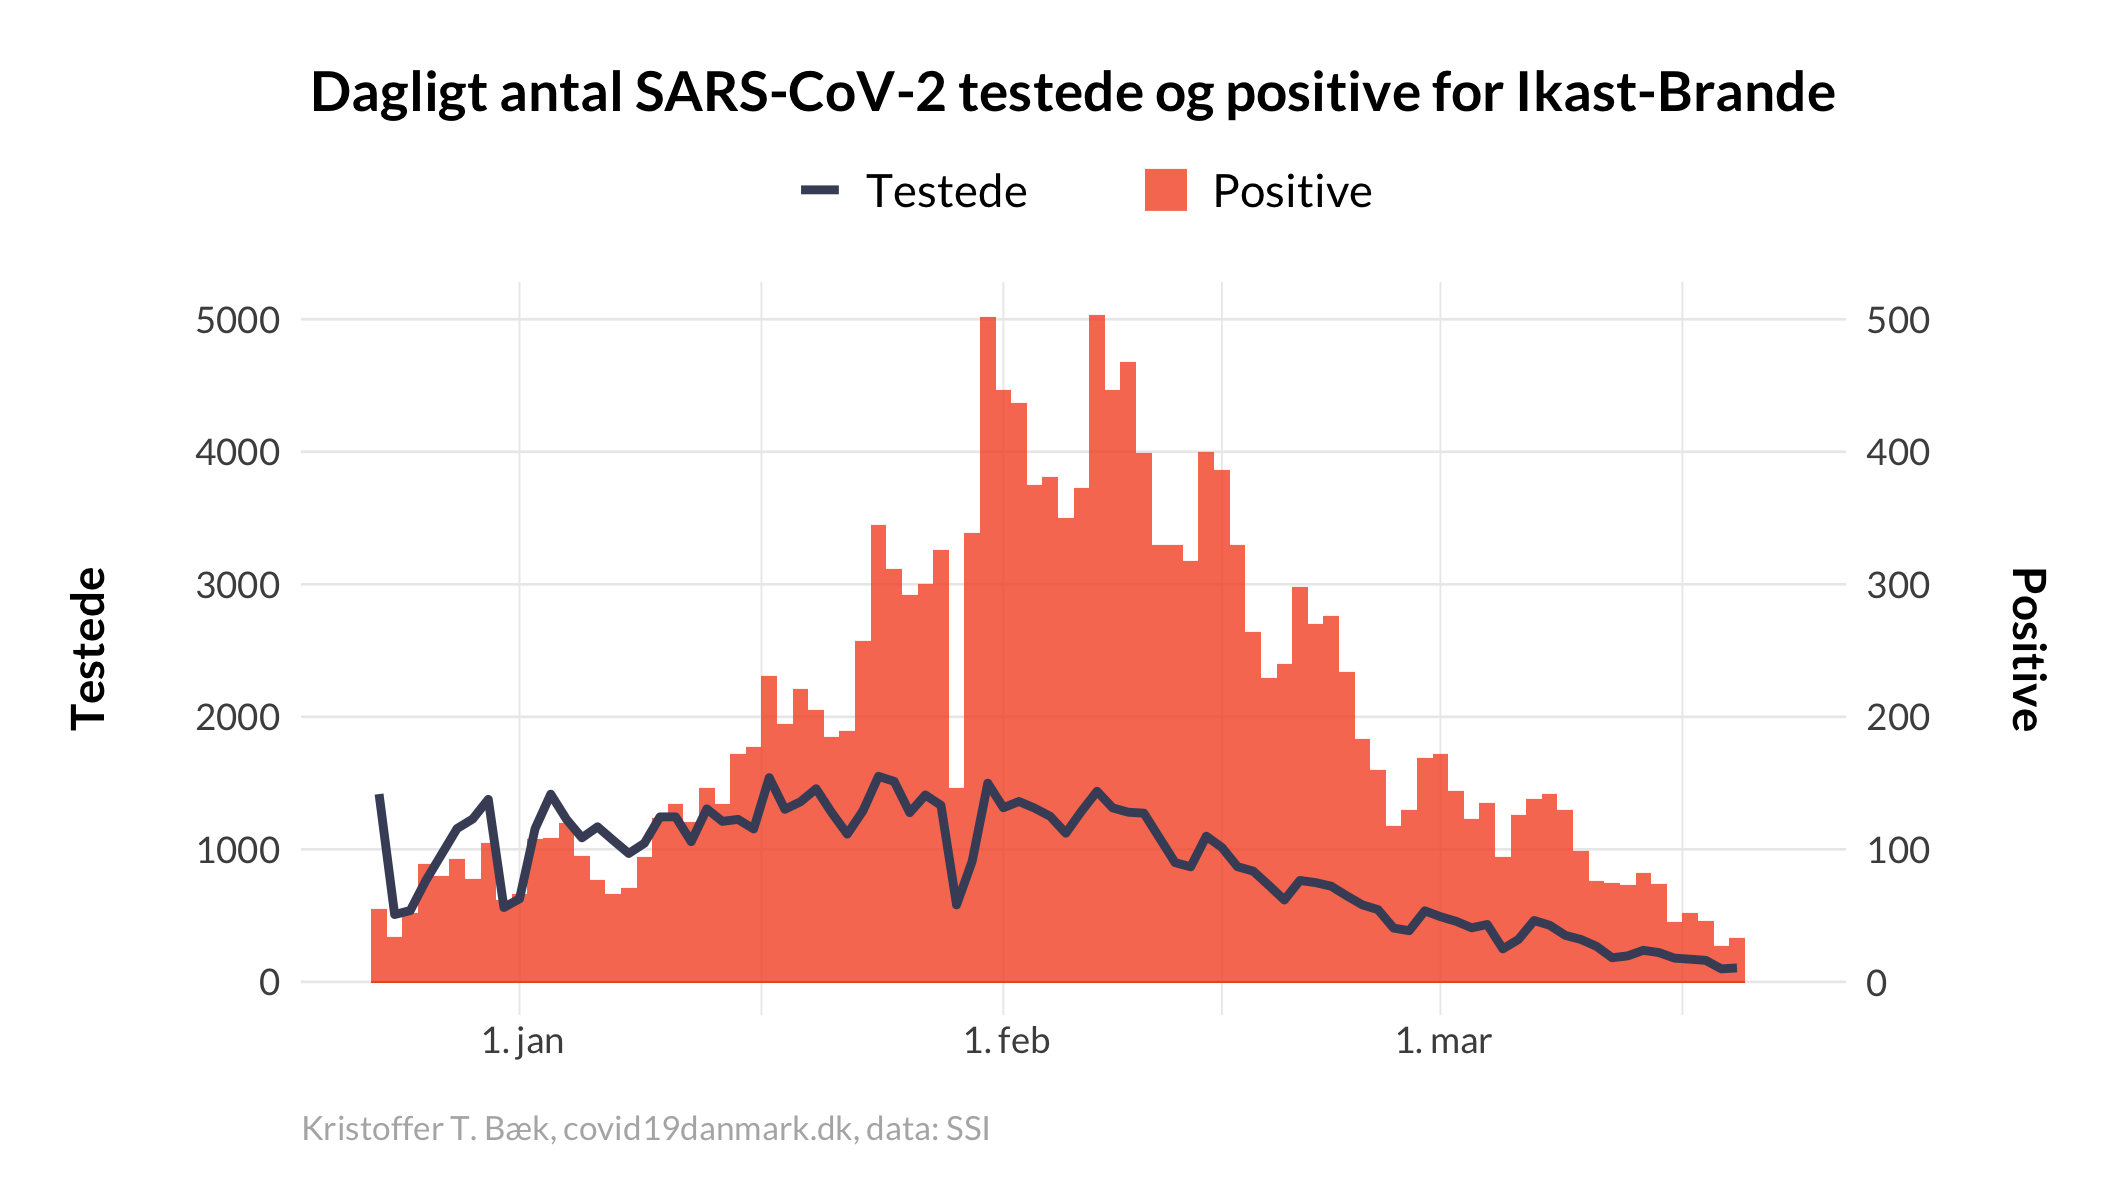 Dagligt antal SARS-CoV-2 testede og positive for Ikast-Brande
Testede
Positive
5000
4000
3000
2000
1000
0
Testede
500
400
300
200
100
0
Positive
1. jan
1. feb
1. mar
Kristoffer T. Bæk, covid19danmark.dk, data: SSI